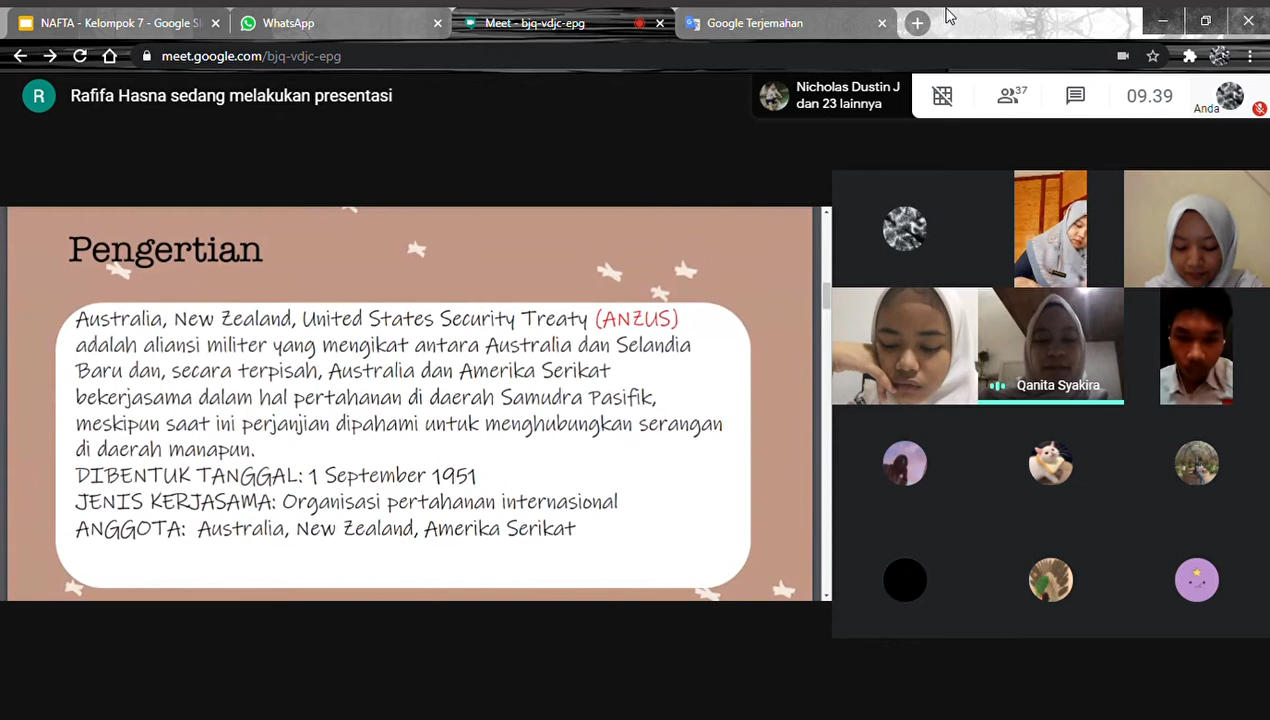 NAFTA - Kelompok 7 - Google Sl
WhatsApp
Meet - bjq-vdjc-epg
Google Terjemahan
meet.google.com/bjq-vdjc-epg
R
Rafifa Hasna sedang melakukan presentasi
Nicholas Dustin J
dan 23 lainnya
37
09.39
Anda
Pengertian
Australia, New Zealand, United States Security Treaty (ANZUS)
adalah aliansi militer yang mengikat antara Australia dan Selandia
Baru dan, secara terpisah, Australia dan Amerika Serikat
bekerjasama dalam hal pertahanan di daerah Samudra Pasifik,
meskipun saat ini perjanjian dipahami untuk menghubungkan serangan
di daerah manapun.
DIBENTUK TANGGAL: 1 September 1951
JENIS KERJASAMA: Organisasi pertahanan internasional
ANGGOTA: Australia, New Zealand, Amerika Serikat
Qanita Syakira